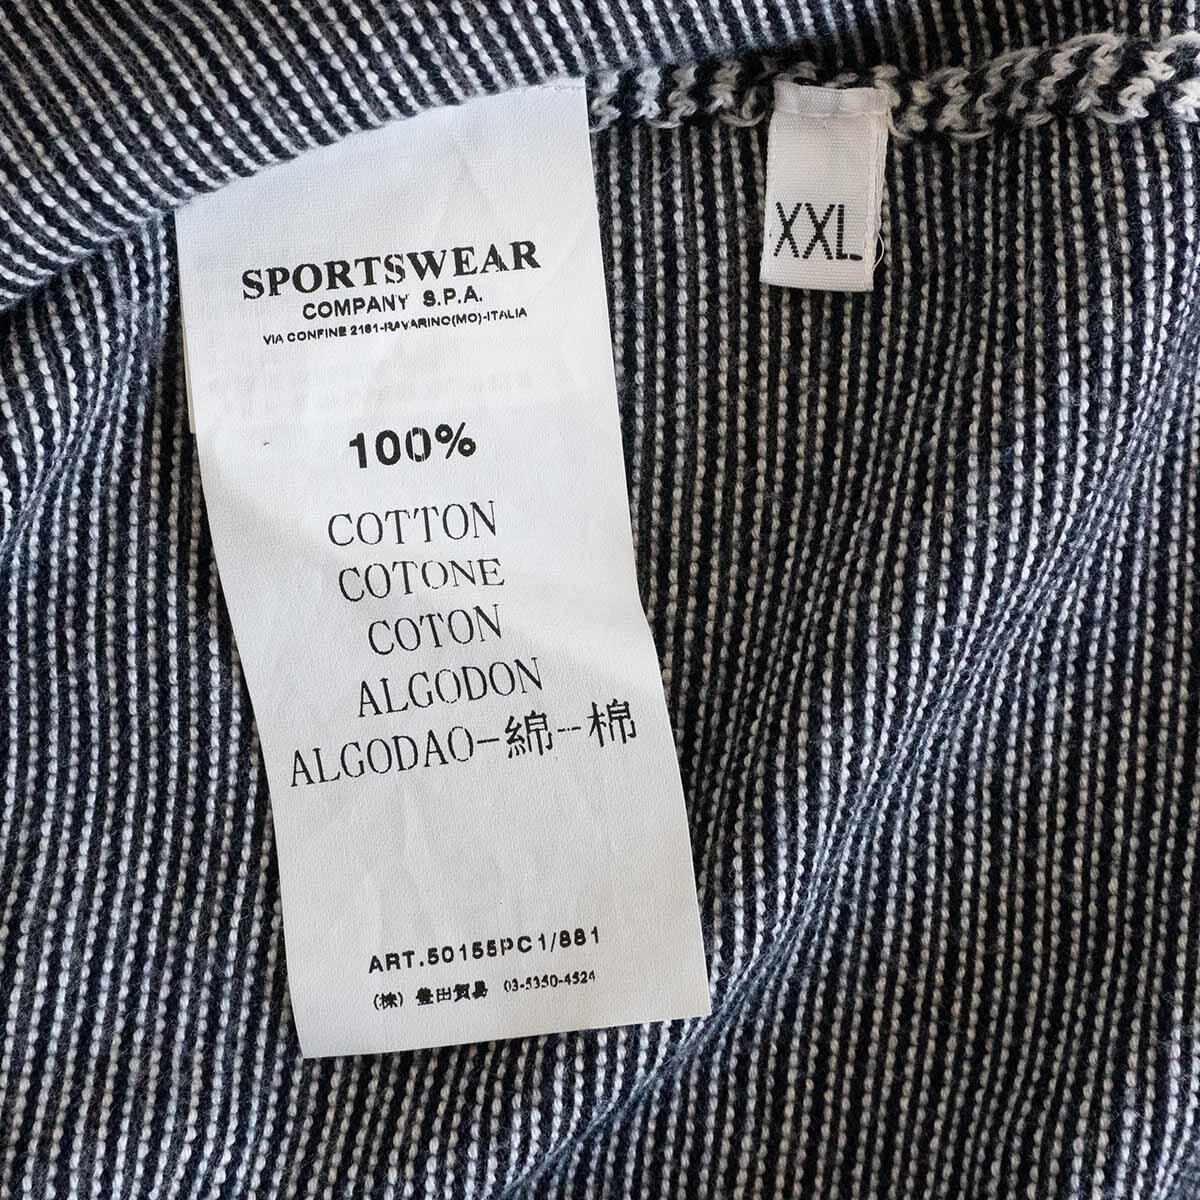 SPORTSWEAR
COMPANY S.P.A.
VIA CONFINE 2161-RAVARINO(MO)-ITALIA
100%
COTTON
COTONE
COTON
ALGODON
ALGODAO-綿--棉
ART.50155PC1/881
(株) 豊田貿易 03-5350-4524
XXL